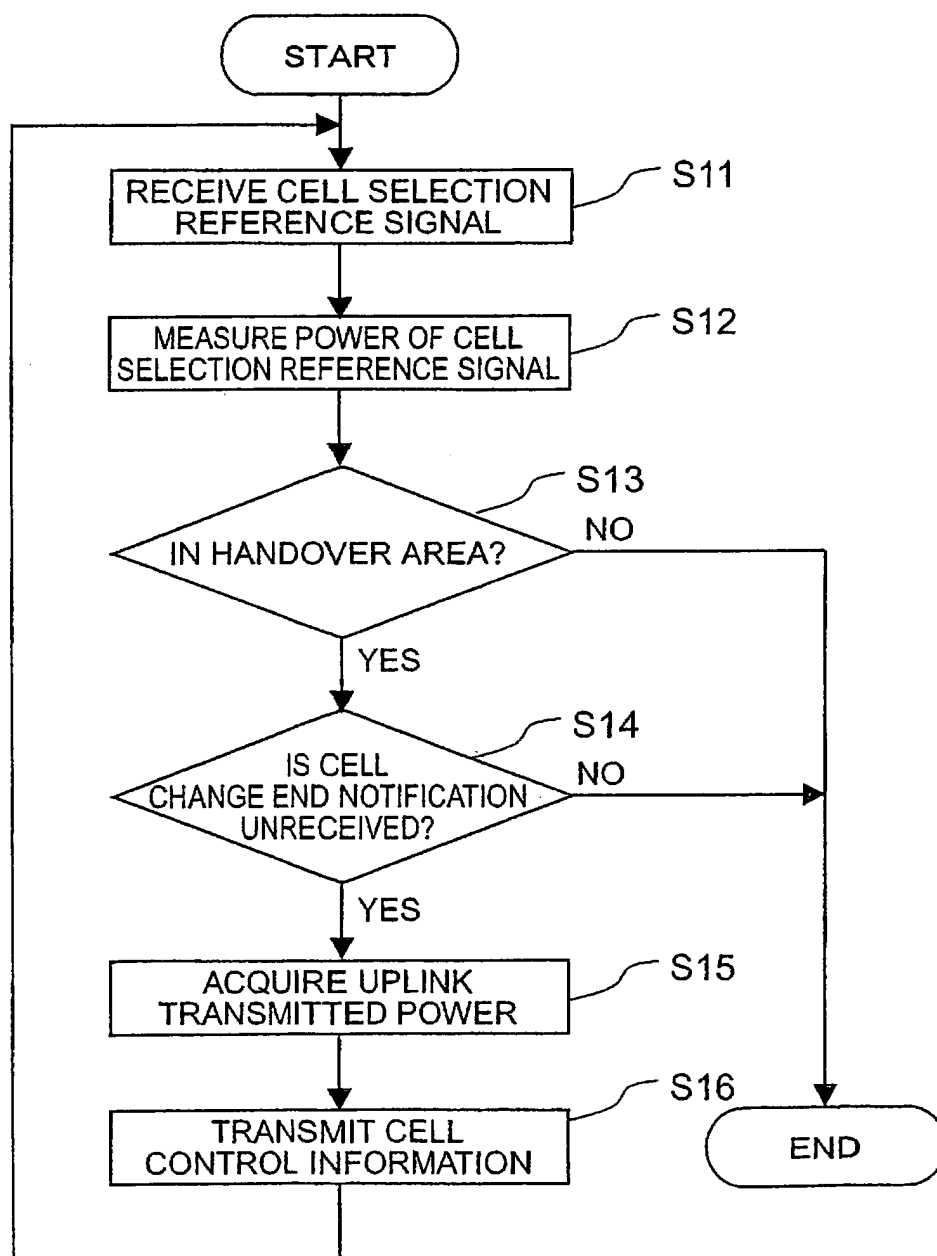 START
RECEIVE CELL SELECTION
REFERENCE SIGNAL
S11
MEASURE POWER OF CELL
SELECTION REFERENCE SIGNAL
S12
IN HANDOVER AREA?
S13
NO
YES
IS CELL
CHANGE END NOTIFICATION
UNRECEIVED?
S14
NO
YES
ACQUIRE UPLINK
TRANSMITTED POWER
S15
TRANSMIT CELL
CONTROL INFORMATION
S16
END